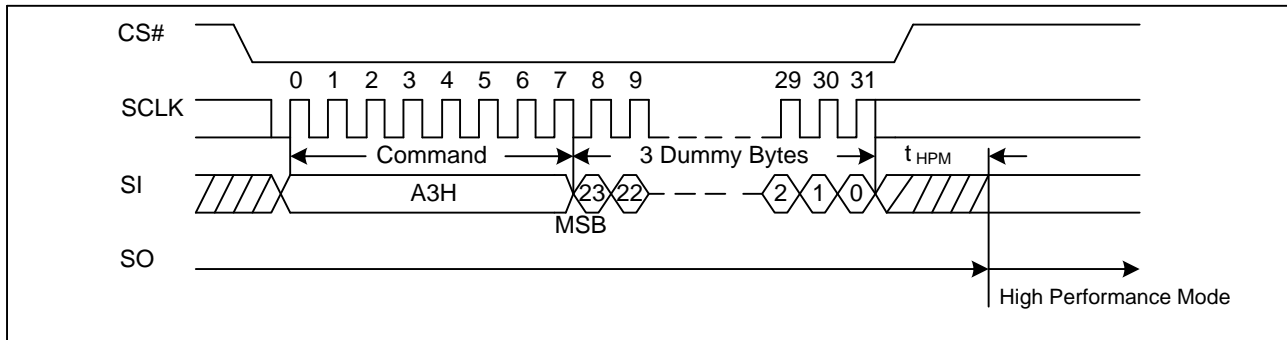 CS#
0 1 2 3 4 5 6 7 8 9 29 30 31
SCLK
Command 3 Dummy Bytes tHPM
SI A3H 23 22 2 1 0
MSB
SO
High Performance Mode